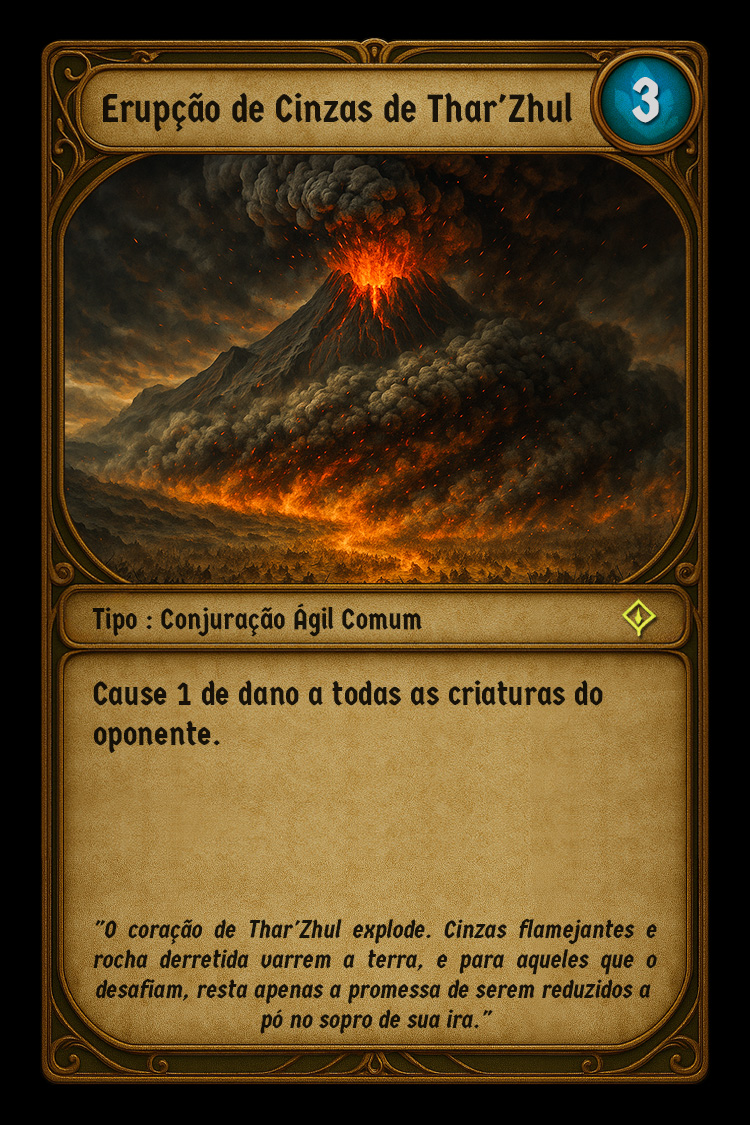 Erupção de Cinzas de Thar'Zhul
3
Tipo : Conjuração Ágil Comum
Cause 1 de dano a todas as criaturas do
oponente.
"O coração de Thar'Zhul explode. Cinzas flamejantes e
rocha derretida varrem a terra, e para aqueles que o
desafiam, resta apenas a promessa de serem reduzidos a
pó no sopro de sua ira."